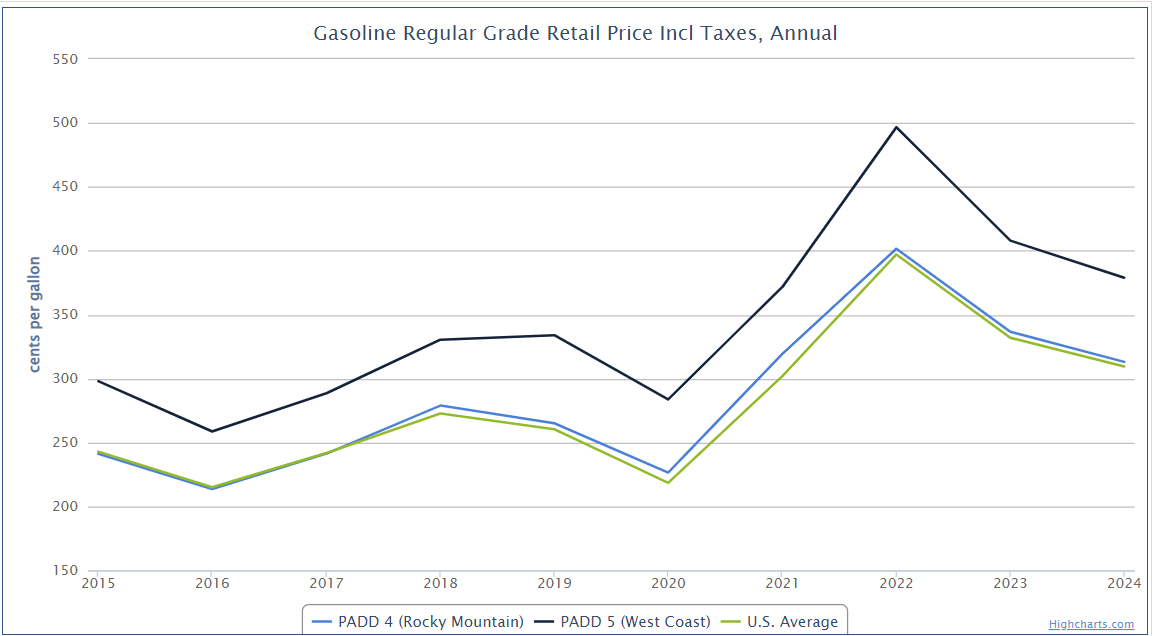 Gasoline Regular Grade Retail Price Incl Taxes, Annual
cents per gallon
550
500
450
400
350
300
250
200
150
2015 2016 2017 2018 2019 2020 2021 2022 2023 2024
PADD 4 (Rocky Mountain) PADD 5 (West Coast) U.S. Average
Highcharts.com